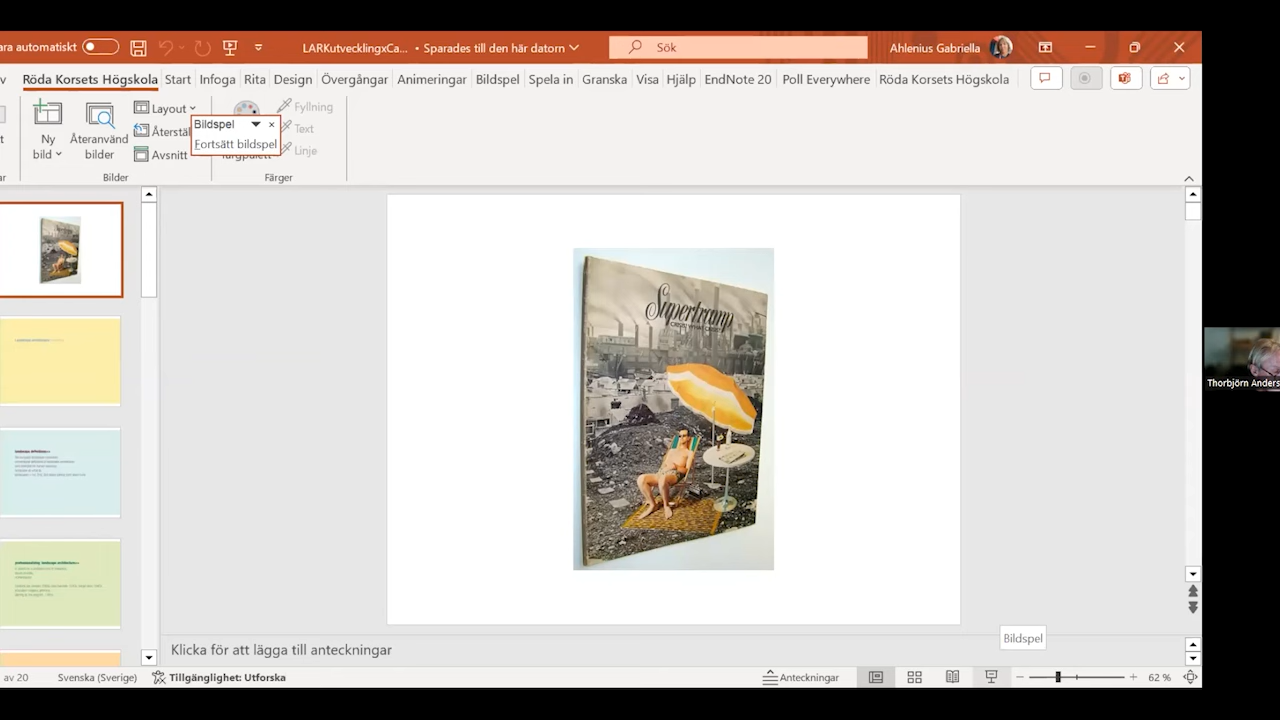 ara automatiskt
LARKutvecklingxCa... • Sparades till den här datorn
Sök
Ahlenius Gabriella
v Röda Korsets Högskola Start Infoga Rita Design Övergångar Animeringar Bildspel Spela in Granska Visa Hjälp EndNote 20 Poll Everywhere Röda Korsets Högskola
Ny bild
Återanvänd bilder
Layout
Återstäl
Avsnitt
Bilder
Bildspel
Fortsätt bildspel
Fyllning
Text
Linje
Färger
Supertramp
CRISIS? WHAT CRISIS?
Thorbjörn Anders
Bildspel
Klicka för att lägga till anteckningar
av 20
Svenska (Sverige)
Tillgänglighet: Utforska
Anteckningar
62 %